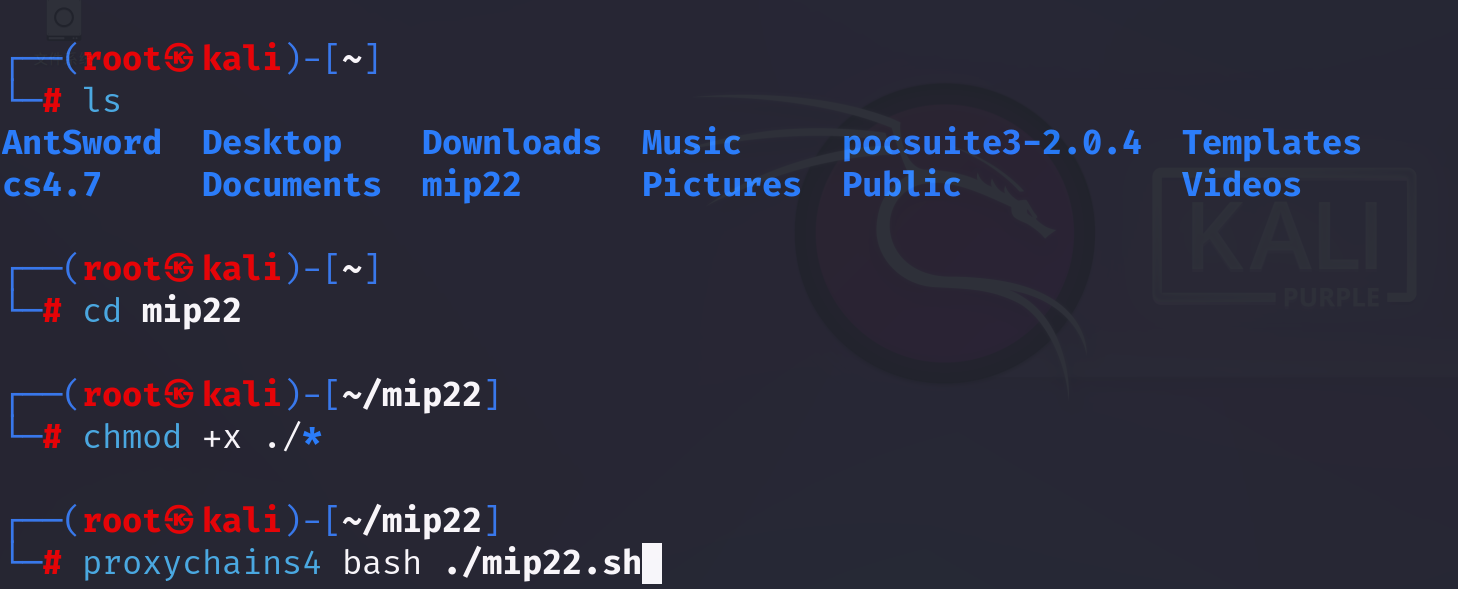 ┌──(root㉿kali)-[~]
└─# ls
AntSword  Desktop    Downloads  Music     pocsuite3-2.0.4  Templates
cs4.7     Documents  mip22      Pictures  Public           Videos
┌──(root㉿kali)-[~]
└─# cd mip22
┌──(root㉿kali)-[~/mip22]
└─# chmod +x ./*
┌──(root㉿kali)-[~/mip22]
└─# proxychains4 bash ./mip22.sh
KALI
PURPLE